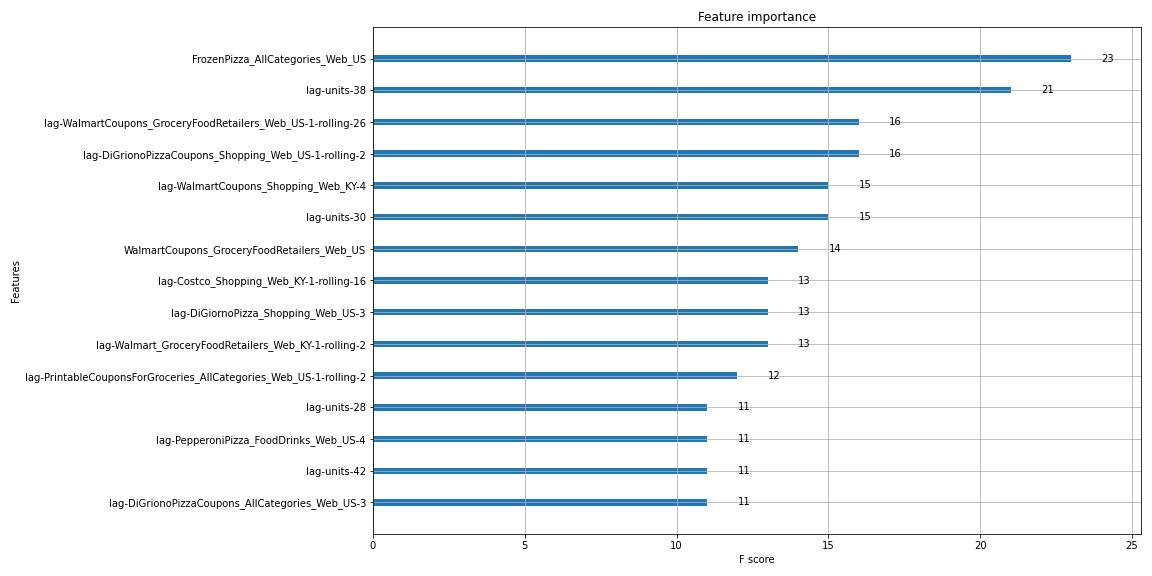 Feature importance
Features
FrozenPizza_AllCategories_Web_US 23
lag-units-38 21
lag-WalmartCoupons_GroceryFoodRetailers_Web_US-1-rolling-26 16
lag-DiGrionoPizzaCoupons_Shopping_Web_US-1-rolling-2 16
lag-WalmartCoupons_Shopping_Web_KY-4 15
lag-units-30 15
WalmartCoupons_GroceryFoodRetailers_Web_US 14
lag-Costco_Shopping_Web_KY-1-rolling-16 13
lag-DiGiornoPizza_Shopping_Web_US-3 13
lag-Walmart_GroceryFoodRetailers_Web_KY-1-rolling-2 13
lag-PrintableCouponsForGroceries_AllCategories_Web_US-1-rolling-2 12
lag-units-28 11
lag-PepperoniPizza_FoodDrinks_Web_US-4 11
lag-units-42 11
lag-DiGrionoPizzaCoupons_AllCategories_Web_US-3 11
0 5 10 15 20 25
F score